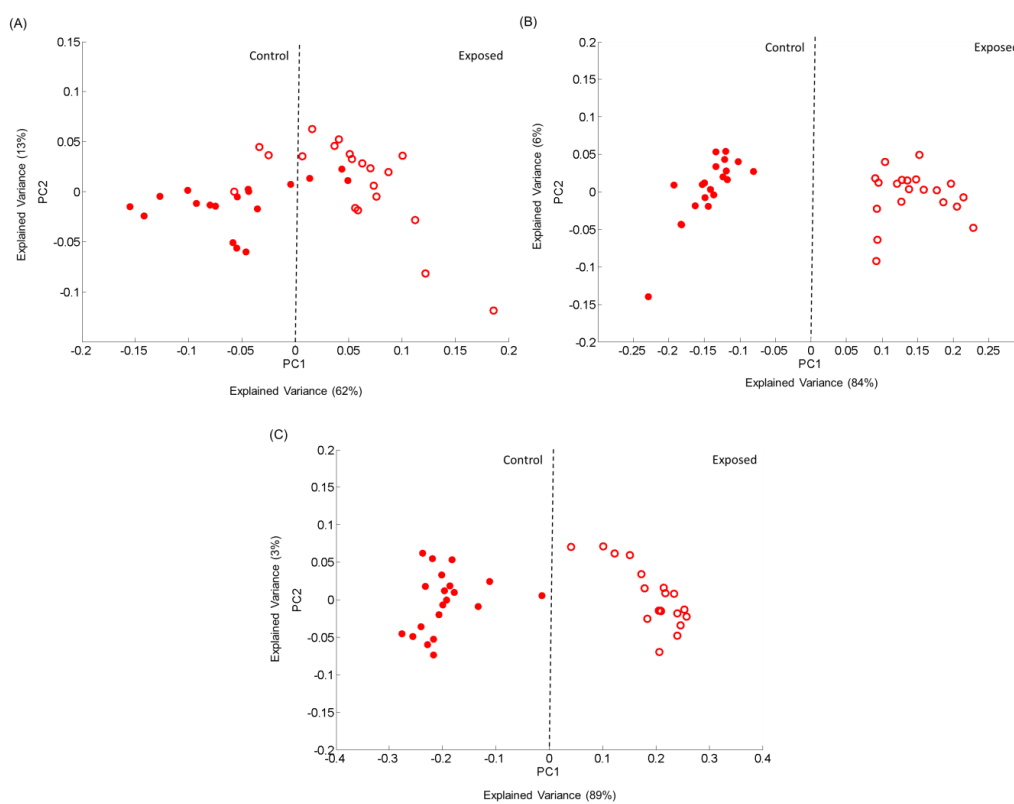 (A)
0.15
0.1
0.05
0
-0.05
-0.1
Explained Variance (13%)
PC2
Control
Exposed
-0.2 -0.15 -0.1 -0.05 0 0.05 0.1 0.15 0.2
PC1
Explained Variance (62%)
(B)
0.2
0.15
0.1
0.05
0
-0.05
-0.1
-0.15
-0.2
Explained Variance (6%)
PC2
Control
Exposed
-0.25 -0.2 -0.15 -0.1 -0.05 0 0.05 0.1 0.15 0.2 0.25
PC1
Explained Variance (84%)
(C)
0.2
0.15
0.1
0.05
0
-0.05
-0.1
-0.15
-0.2
Explained Variance (3%)
PC2
Control
Exposed
-0.4 -0.3 -0.2 -0.1 0 0.1 0.2 0.3 0.4
PC1
Explained Variance (89%)